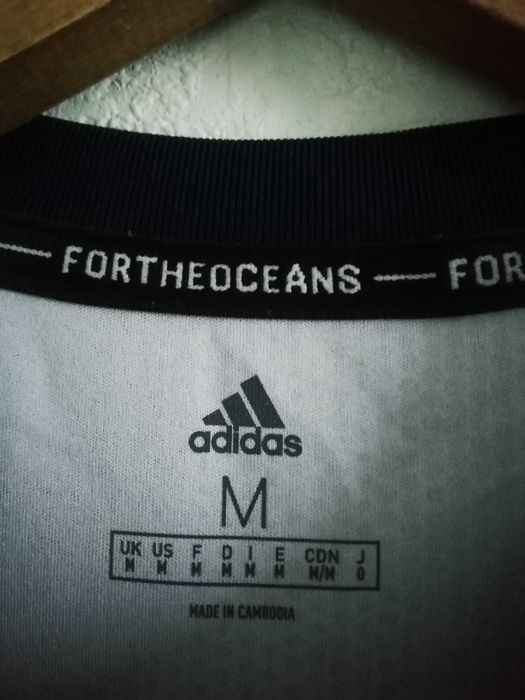 FORTHEOCEANS — FOR
adidas
M
UK US F D I E CDN J
M M M M M M M/M O
MADE IN CAMBODIA